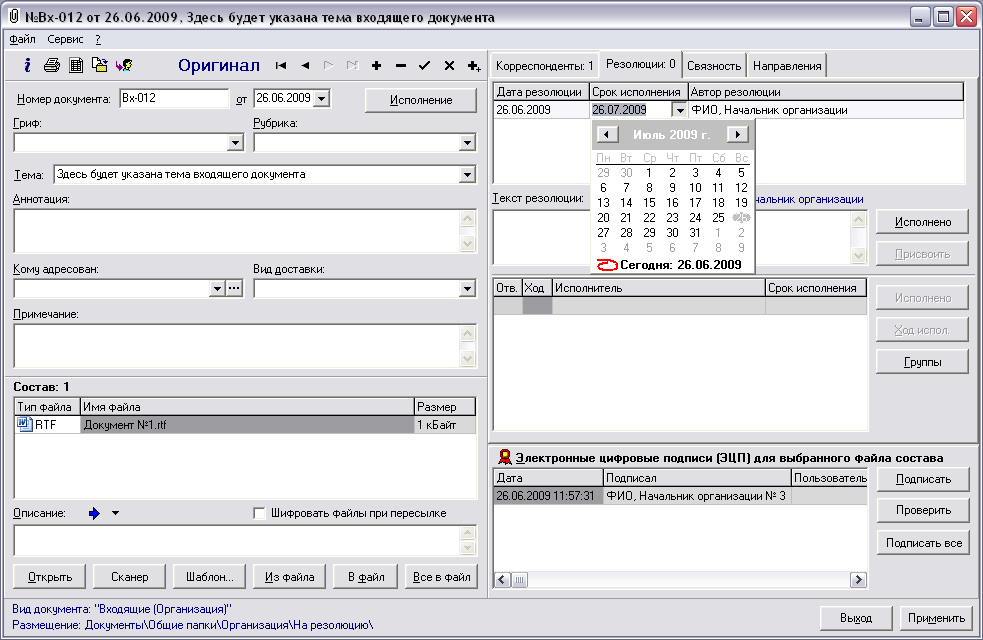 №Вх-012 от 26.06.2009, Здесь будет указана тема входящего документа
Файл Сервис ?
Оригинал
Номер документа: Вх-012 от 26.06.2009 Исполнение
Гриф: Рубрика:
Тема: Здесь будет указана тема входящего документа
Аннотация:
Кому адресован: Вид доставки:
Примечание:
Состав: 1
Тип файла Имя файла Размер
RTF Документ №1.rtf 1 кБайт
Описание: Шифровать файлы при пересылке
Открыть Сканер Шаблон... Из файла В файл Все в файл
Корреспонденты: 1 Резолюции: 0 Связность Направления
Дата резолюции Срок исполнения Автор резолюции
26.06.2009 26.07.2009 ФИО, Начальник организации
Июль 2009 г.
Пн Вт Ср Чт Пт Сб Вс
29 30 1 2 3 4 5
6 7 8 9 10 11 12
13 14 15 16 17 18 19
20 21 22 23 24 25 26
27 28 29 30 31 1 2
3 4 5 6 7 8 9
Сегодня: 26.06.2009
Текст резолюции: чальник организации
Исполнено
Присвоить
Отв. Ход Исполнитель Срок исполнения
Исполнено
Ход испол.
Группы
Электронные цифровые подписи (ЭЦП) для выбранного файла состава
Дата Подписал Пользователь
26.06.2009 11:57:31 ФИО, Начальник организации № 3
Подписать
Проверить
Подписать все
Вид документа: "Входящие (Организация)"
Размещение: Документы\Общие папки\Организация\На резолюцию\
Выход Применить